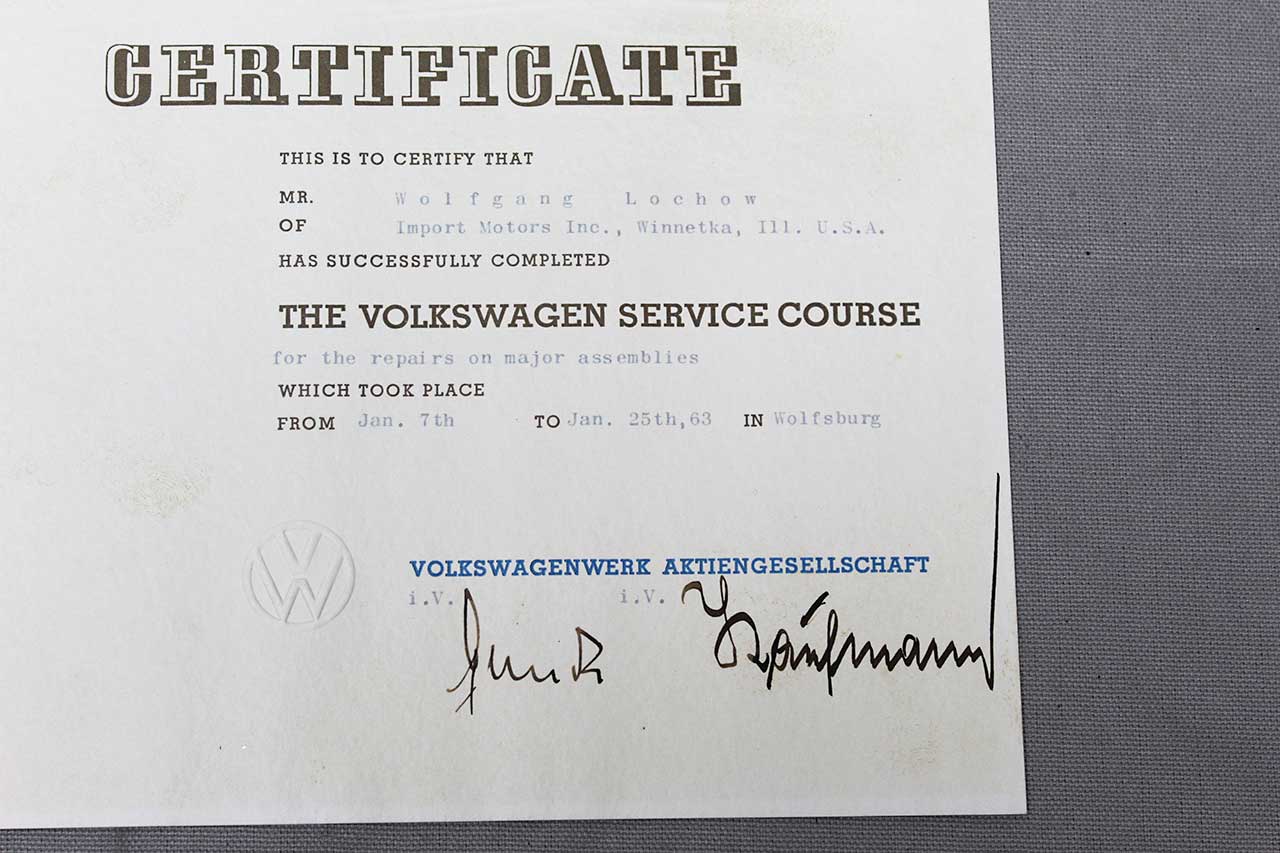 CERTIFICATE
THIS IS TO CERTIFY THAT
MR. Wolfgang Lochow
OF Import Motors Inc., Winnetka, Ill. U.S.A.
HAS SUCCESSFULLY COMPLETED
THE VOLKSWAGEN SERVICE COURSE
for the repairs on major assemblies
WHICH TOOK PLACE
FROM Jan. 7th TO Jan. 25th,63 IN Wolfsburg
VW
VOLKSWAGENWERK AKTIENGESELLSCHAFT
i.V. i.V.
Kaufmann